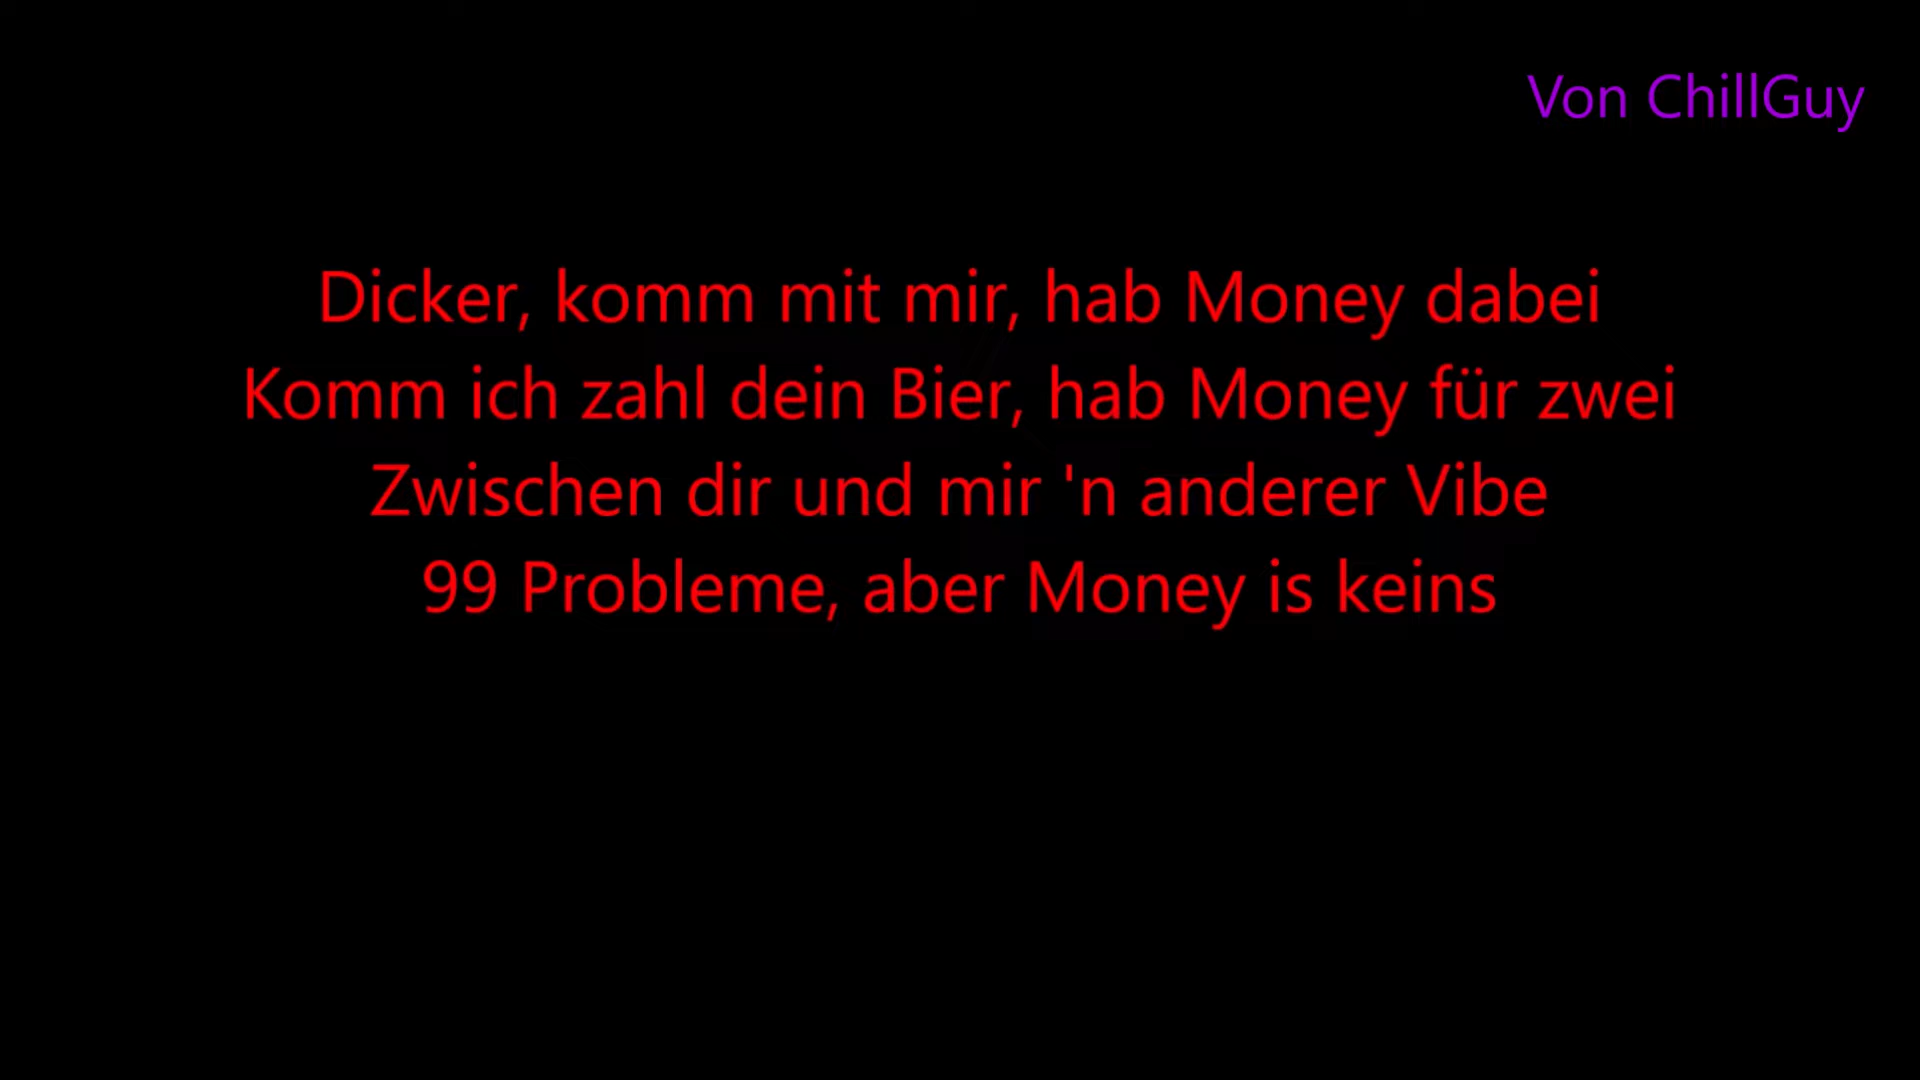 Von ChillGuy
Dicker, komm mit mir, hab Money dabei
Komm ich zahl dein Bier, hab Money für zwei
Zwischen dir und mir 'n anderer Vibe
99 Probleme, aber Money is keins